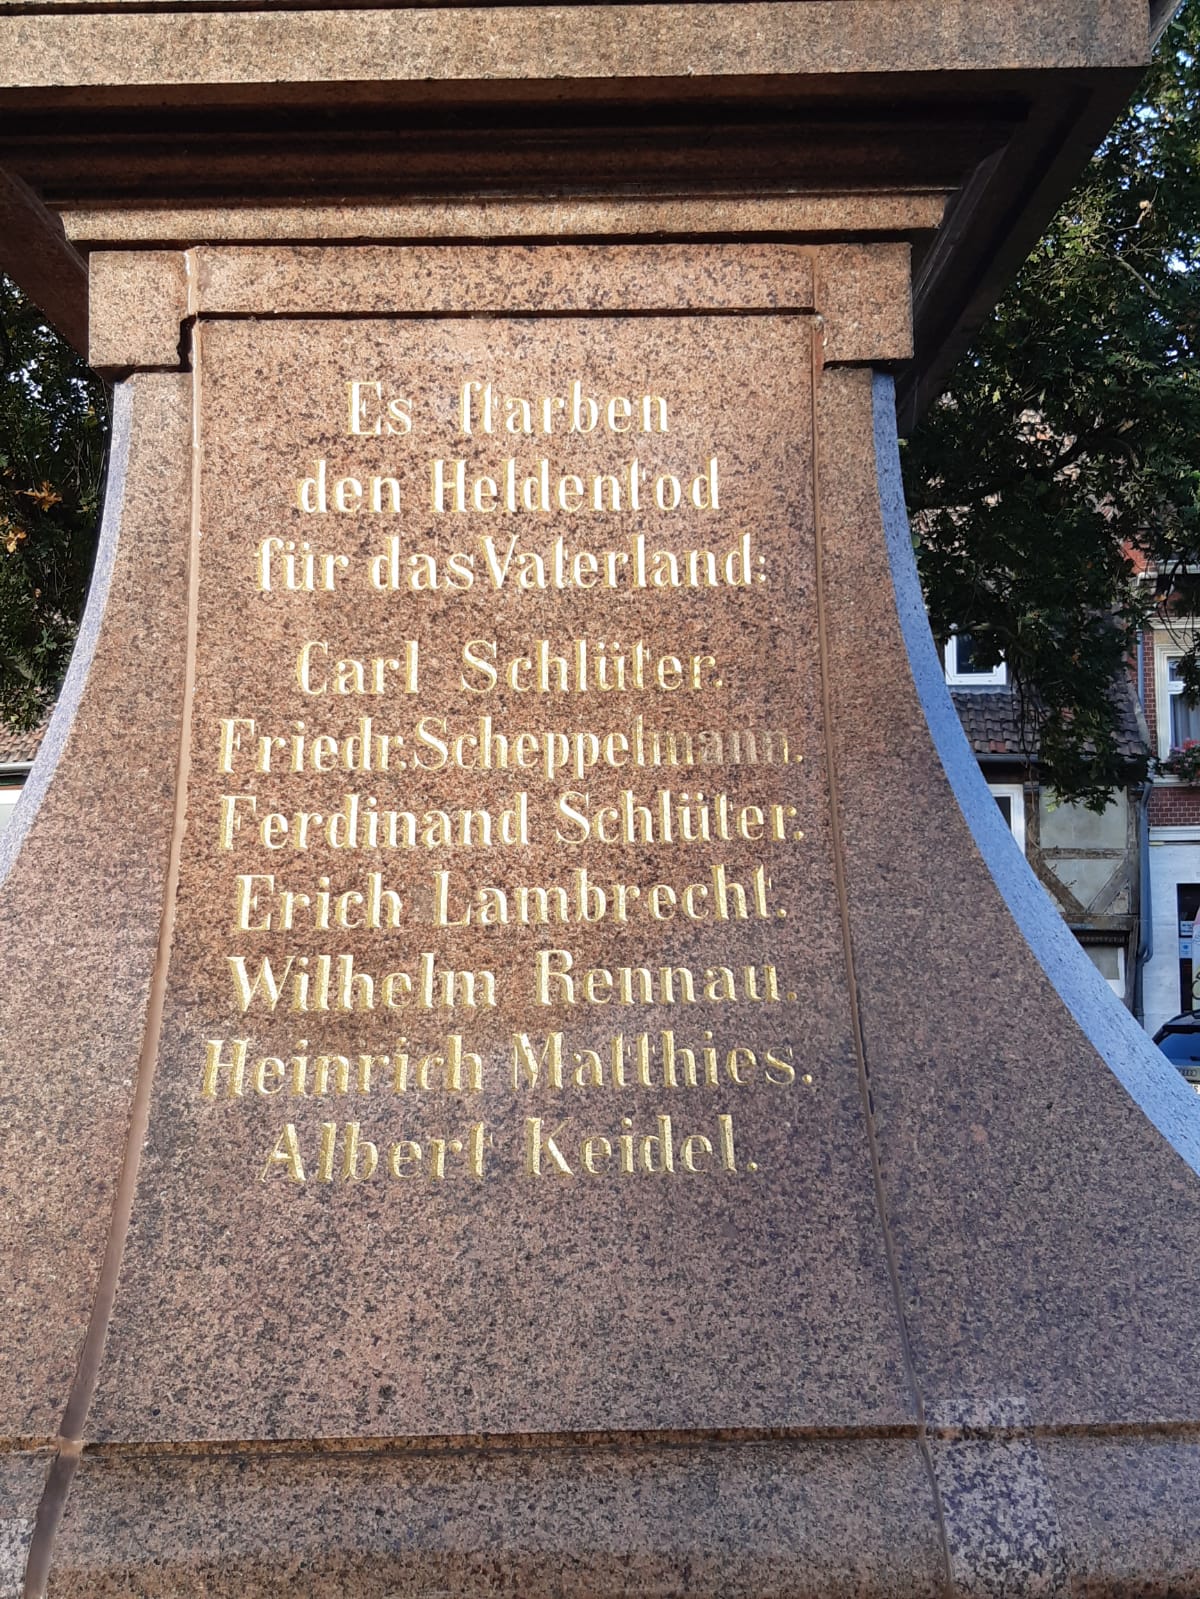 Es ſtarben
den Heldentod
für das Vaterland:
Carl Schlüter.
Friedr. Scheppelmann.
Ferdinand Schlüter.
Erich Lambrecht.
Wilhelm Rennau.
Heinrich Matthies.
Albert Keidel.